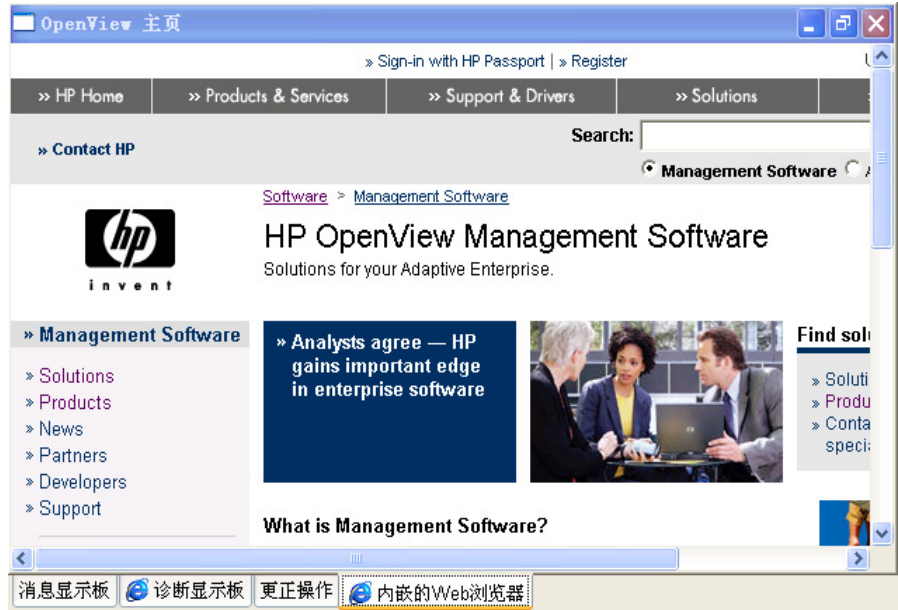 OpenView 主页
» Sign-in with HP Passport | » Register
» HP Home » Products & Services » Support & Drivers » Solutions
» Contact HP
Search:
Management Software
Software > Management Software
hp
HP OpenView Management Software
Solutions for your Adaptive Enterprise.
i n v e n t
» Management Software
» Solutions
» Products
» News
» Partners
» Developers
» Support
» Analysts agree — HP
gains important edge
in enterprise software
Find solu
» Soluti
» Produ
» Conta
speci
What is Management Software?
消息显示板 诊断显示板 更正操作 内嵌的Web浏览器